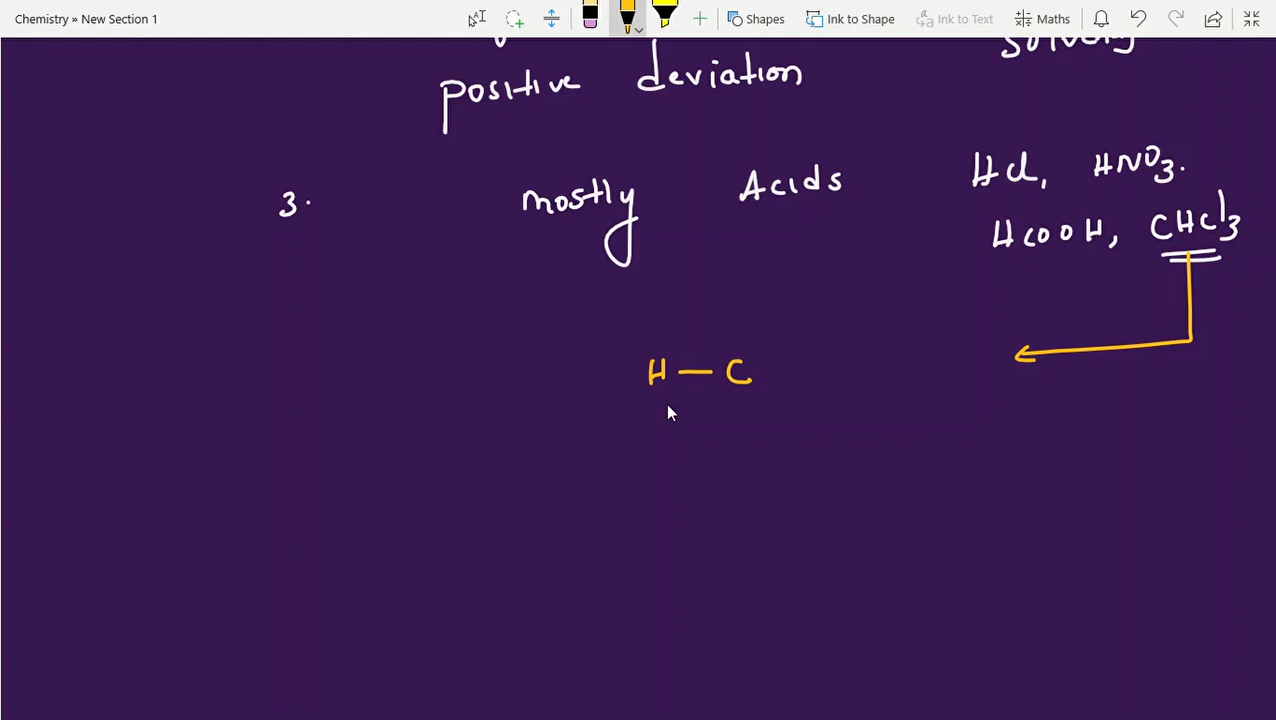 Chemistry » New Section 1
Shapes
Ink to Shape
Ink to Text
Maths
positive deviation
3. mostly Acids HCl, HNO3.
HCOOH, CHCl3
H — C